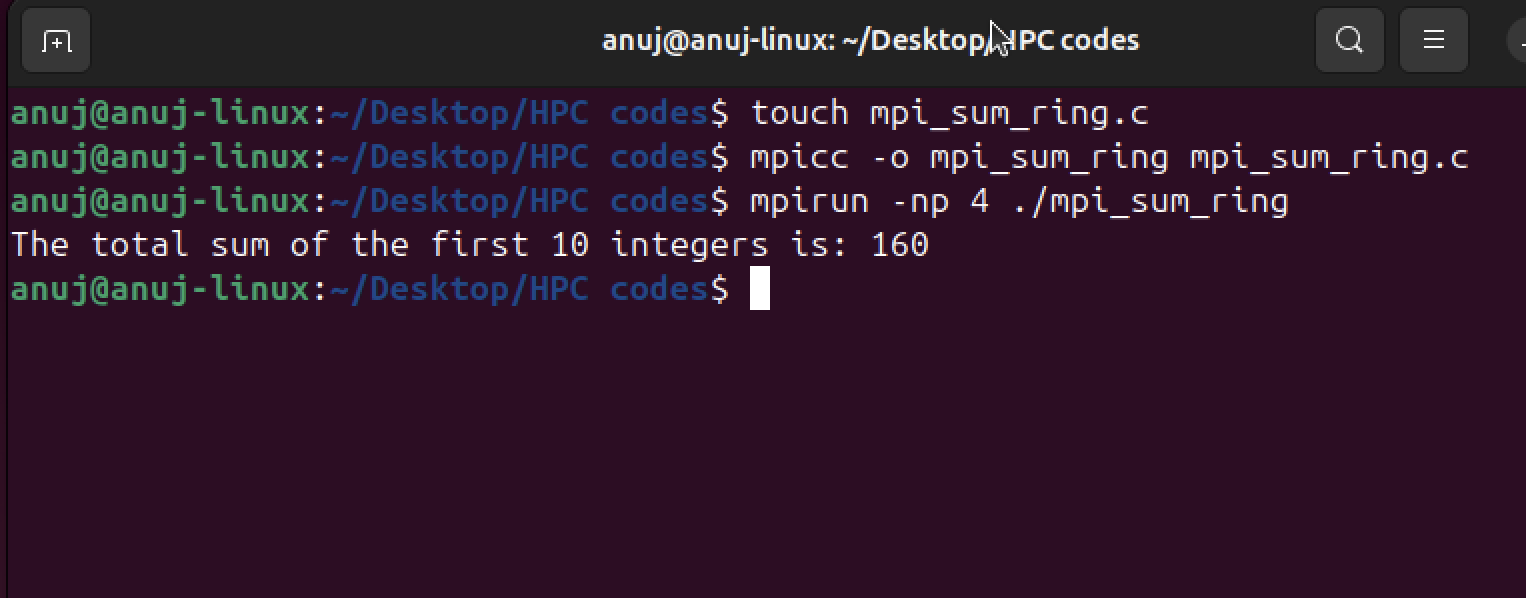 anuj@anuj-linux: ~/Desktop/HPC codes
anuj@anuj-linux:~/Desktop/HPC codes$ touch mpi_sum_ring.c
anuj@anuj-linux:~/Desktop/HPC codes$ mpicc -o mpi_sum_ring mpi_sum_ring.c
anuj@anuj-linux:~/Desktop/HPC codes$ mpirun -np 4 ./mpi_sum_ring
The total sum of the first 10 integers is: 160
anuj@anuj-linux:~/Desktop/HPC codes$